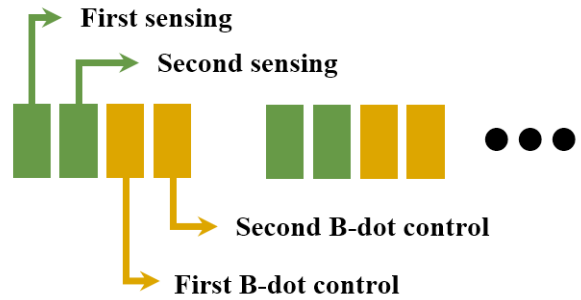 First sensing
Second sensing
Second B-dot control
First B-dot control